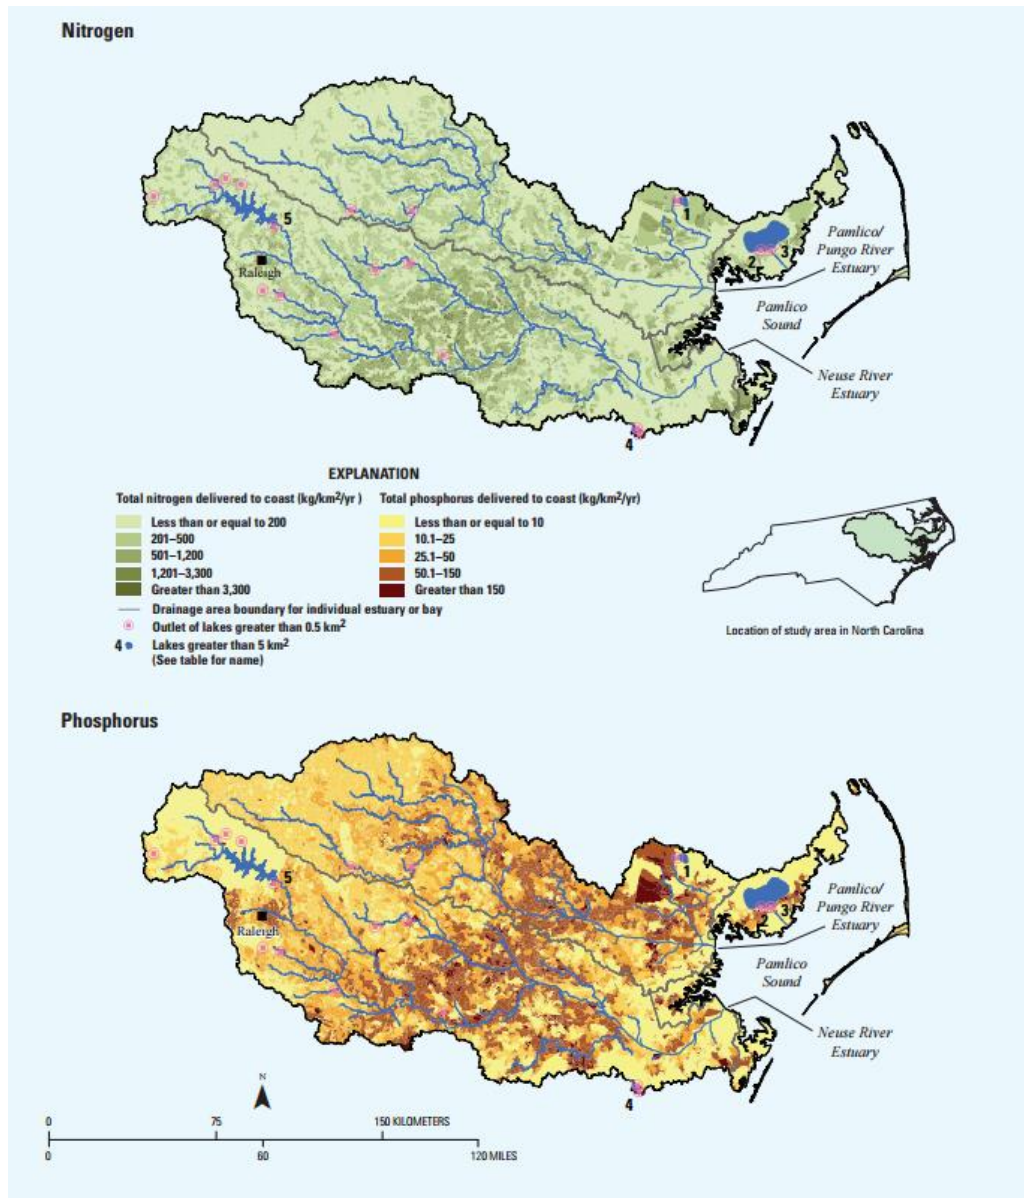 Nitrogen
1
5
Raleigh
2
3
Pamlico/
Pungo River
Estuary
Pamlico
Sound
Neuse River
Estuary
4
EXPLANATION
Total nitrogen delivered to coast (kg/km2/yr )
Less than or equal to 200
201–500
501–1,200
1,201–3,300
Greater than 3,300
Total phosphorus delivered to coast (kg/km2/yr)
Less than or equal to 10
10.1–25
25.1–50
50.1–150
Greater than 150
Drainage area boundary for individual estuary or bay
Outlet of lakes greater than 0.5 km2
4 Lakes greater than 5 km2
(See table for name)
Location of study area in North Carolina
Phosphorus
1
5
Raleigh
2
3
Pamlico/
Pungo River
Estuary
Pamlico
Sound
Neuse River
Estuary
4
N
0 75 150 KILOMETERS
0 60 120 MILES